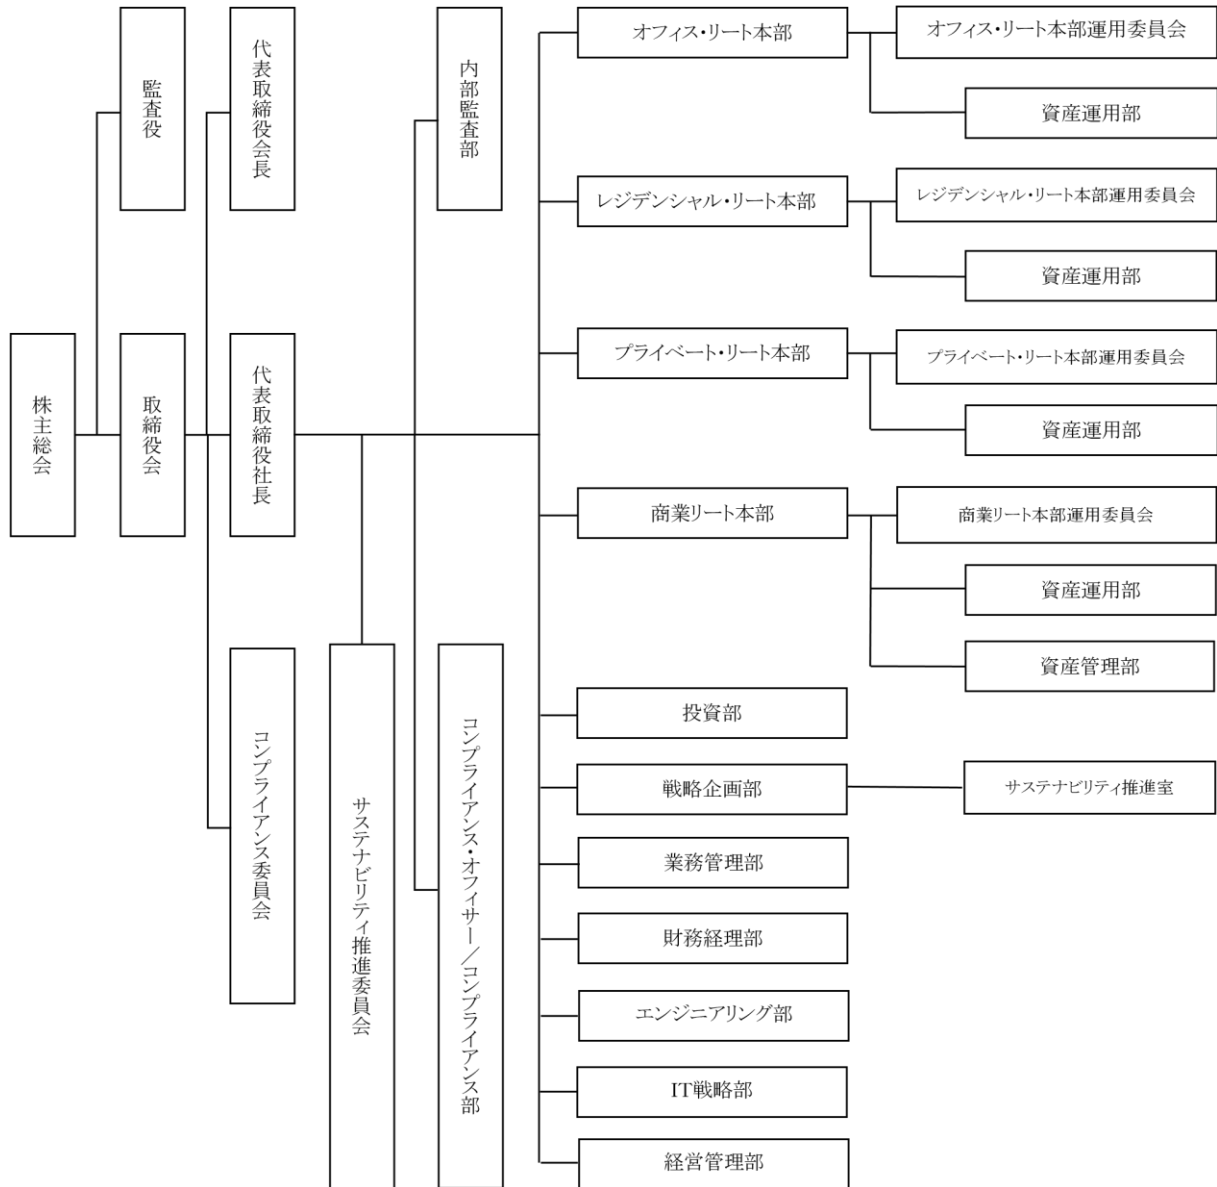 株主総会
監査役
取締役会
代表取締役会長
代表取締役社長
コンプライアンス委員会
サステナビリティ推進委員会
内部監査部
コンプライアンス・オフィサー／コンプライアンス部
オフィス・リート本部
オフィス・リート本部運用委員会
資産運用部
レジデンシャル・リート本部
レジデンシャル・リート本部運用委員会
資産運用部
プライベート・リート本部
プライベート・リート本部運用委員会
資産運用部
商業リート本部
商業リート本部運用委員会
資産運用部
資産管理部
投資部
戦略企画部
サステナビリティ推進室
業務管理部
財務経理部
エンジニアリング部
IT戦略部
経営管理部